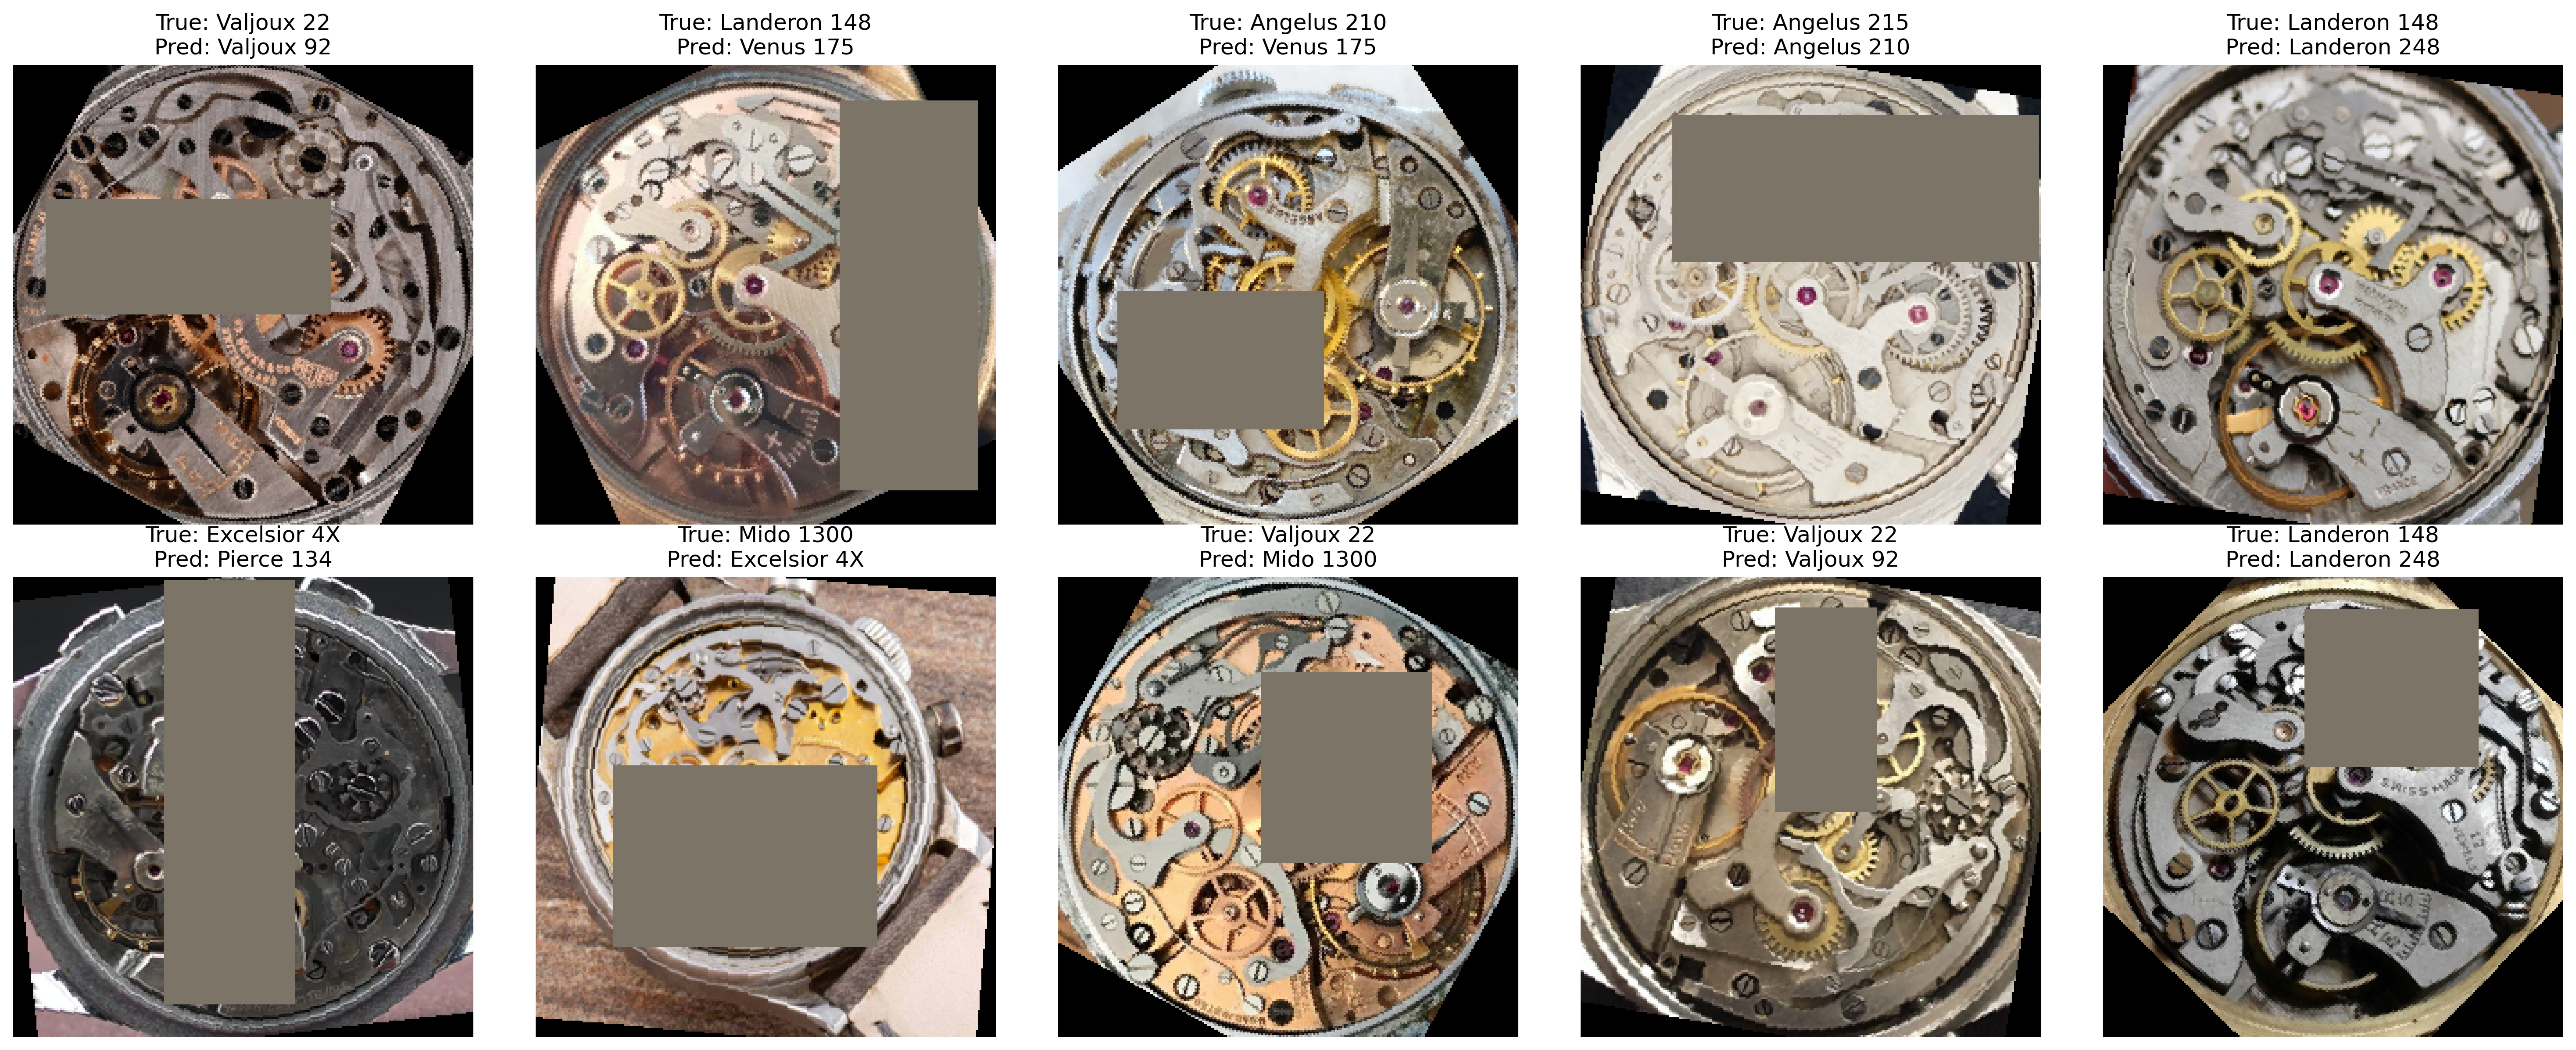 True: Valjoux 22
Pred: Valjoux 92
True: Landeron 148
Pred: Venus 175
True: Angelus 210
Pred: Venus 175
True: Angelus 215
Pred: Angelus 210
True: Landeron 148
Pred: Landeron 248
FRANCE
True: Excelsior 4X
Pred: Pierce 134
True: Mido 1300
Pred: Excelsior 4X
True: Valjoux 22
Pred: Mido 1300
True: Valjoux 22
Pred: Valjoux 92
True: Landeron 148
Pred: Landeron 248
SWISS MADE